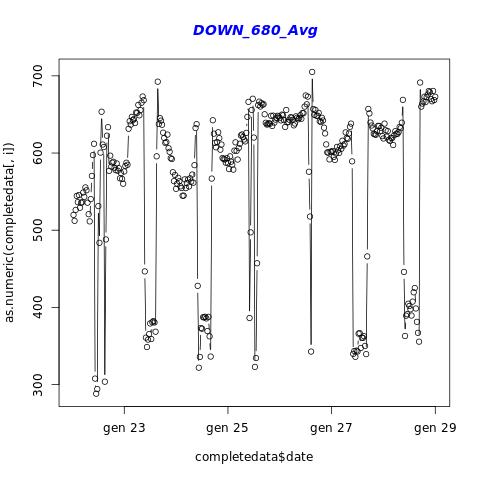 DOWN_680_Avg
as.numeric(completedata[, i])
700
600
500
400
300
gen 23
gen 25
gen 27
gen 29
completedata$date